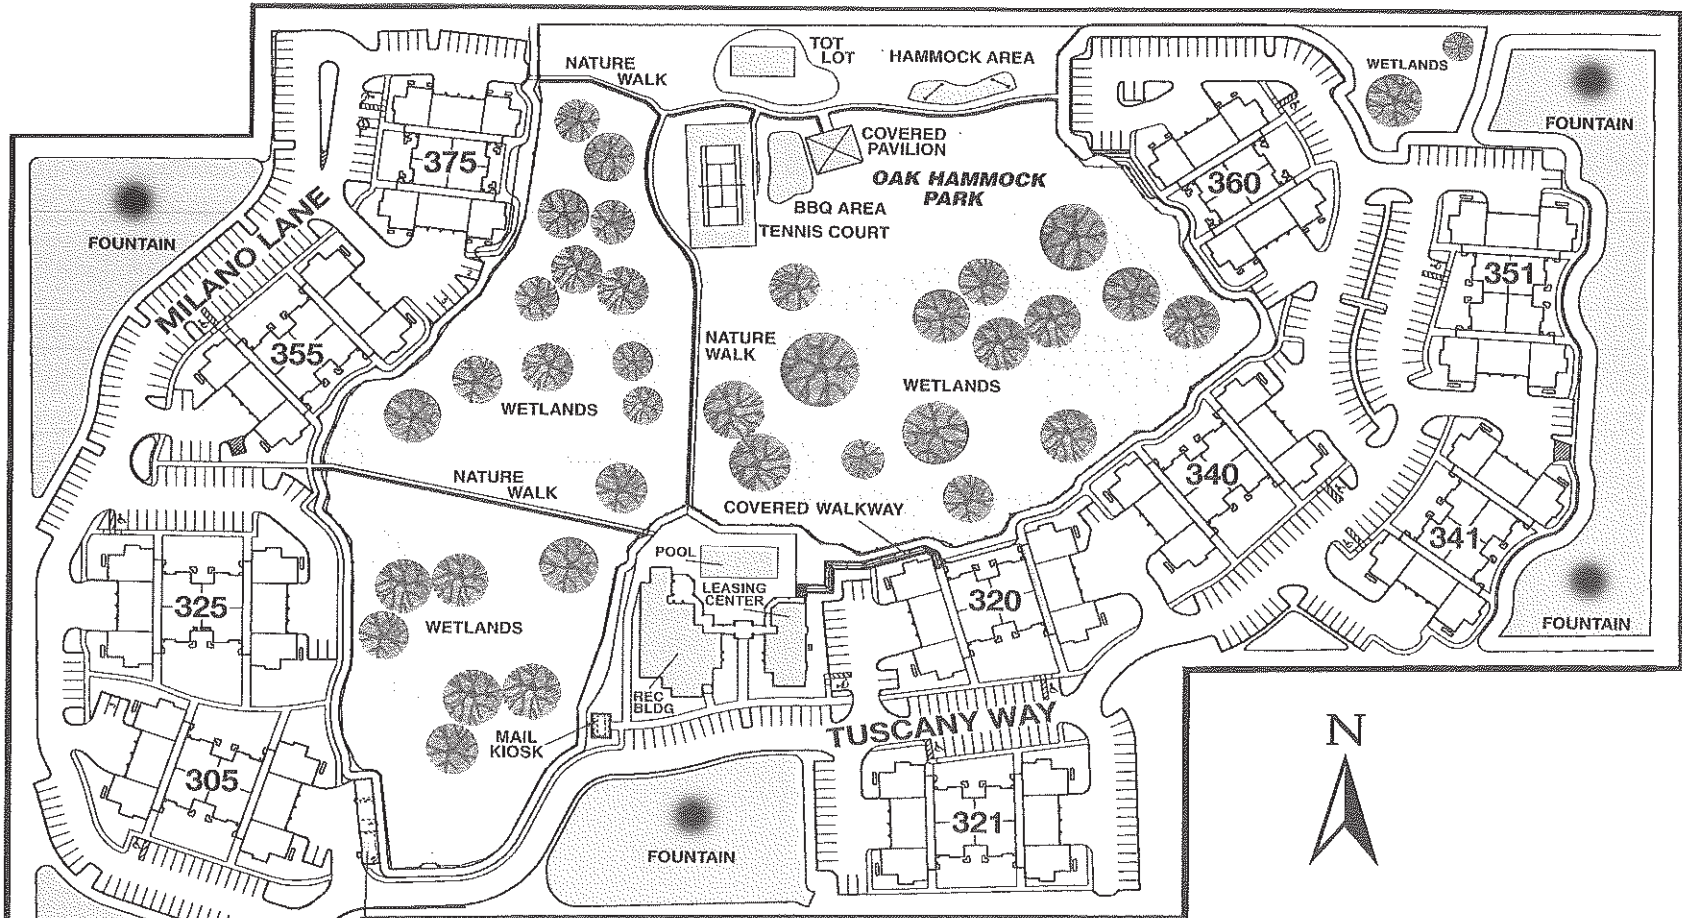 TOT
LOT
HAMMOCK AREA
NATURE
WALK
WETLANDS
FOUNTAIN
COVERED
PAVILION
375
360
OAK HAMMOCK
PARK
BBQ AREA
TENNIS COURT
FOUNTAIN
MILANO LANE
351
355
NATURE
WALK
WETLANDS
WETLANDS
NATURE
WALK
340
COVERED WALKWAY
341
POOL
LEASING
CENTER
320
325
WETLANDS
FOUNTAIN
REC
BLDG
TUSCANY WAY
MAIL
KIOSK
N
305
321
FOUNTAIN